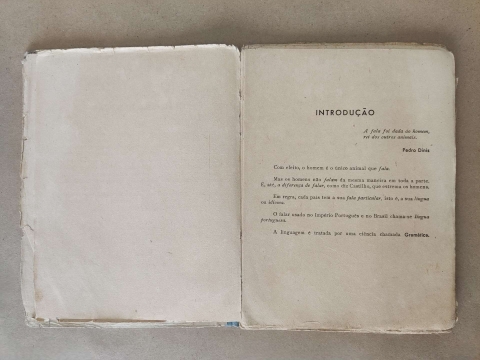 INTRODUÇÃO
A fala foi dada ao homem,
rei dos outros animais.
Pedro Dinis
Com efeito, o homem é o único animal que fala.
Mas os homens não falam da mesma maneira em toda a parte.
E, até, a diferença de falar, como diz Camilo, que estrema os homens.
Em regra, cada país tem a sua fala particular, isto é, a sua língua
ou idioma.
O falar usado no Império Português e no Brasil chama-se língua
portuguesa.
A linguagem é tratada por uma ciência chamada Gramática.